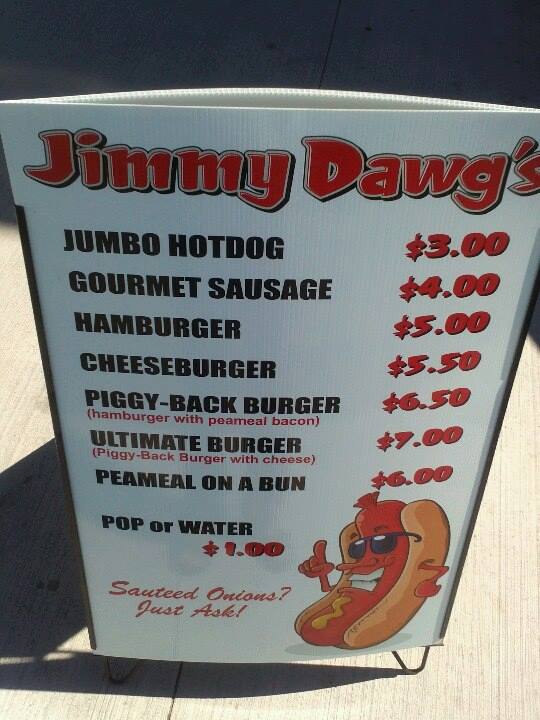 Jimmy Dawg's
JUMBO HOTDOG $3.00
GOURMET SAUSAGE $4.00
HAMBURGER $5.00
CHEESEBURGER $5.50
PIGGY-BACK BURGER $6.50
(hamburger with peameal bacon)
ULTIMATE BURGER $7.00
(Piggy-Back Burger with cheese)
PEAMEAL ON A BUN $6.00
POP or WATER
$1.00
Sauteed Onions?
Just Ask!